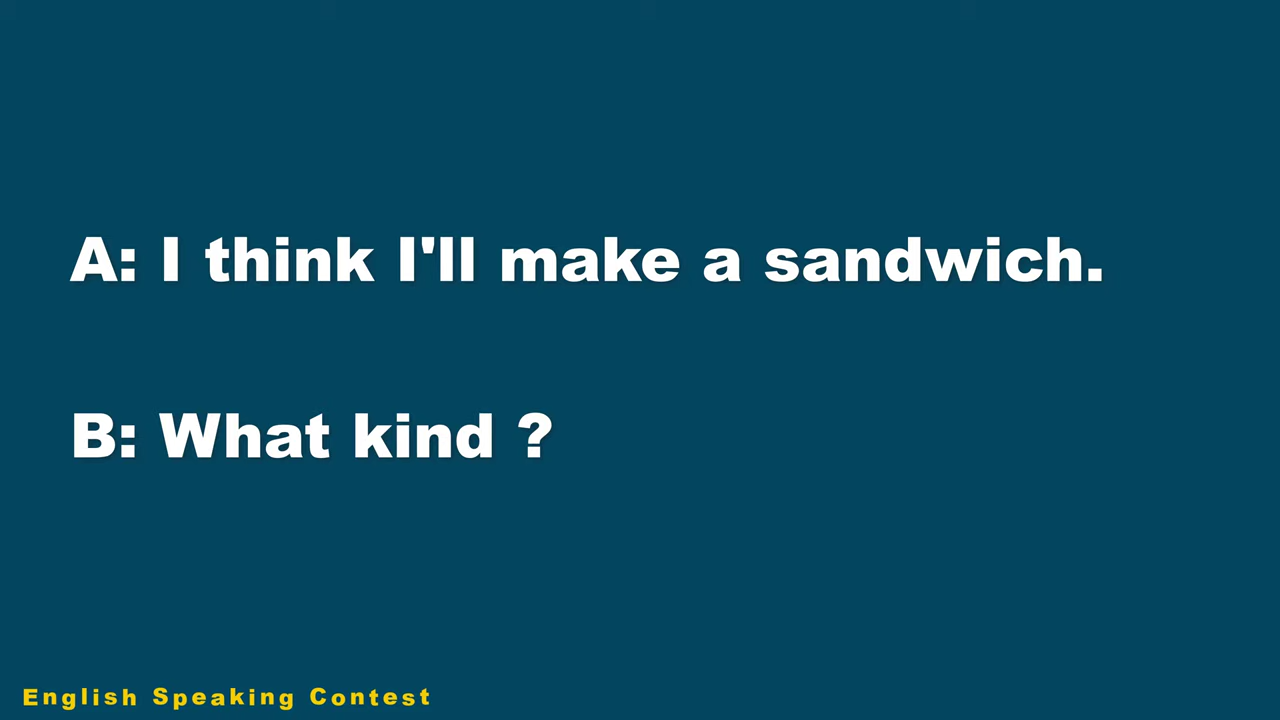 A: I think I'll make a sandwich.
B: What kind ?
English Speaking Contest